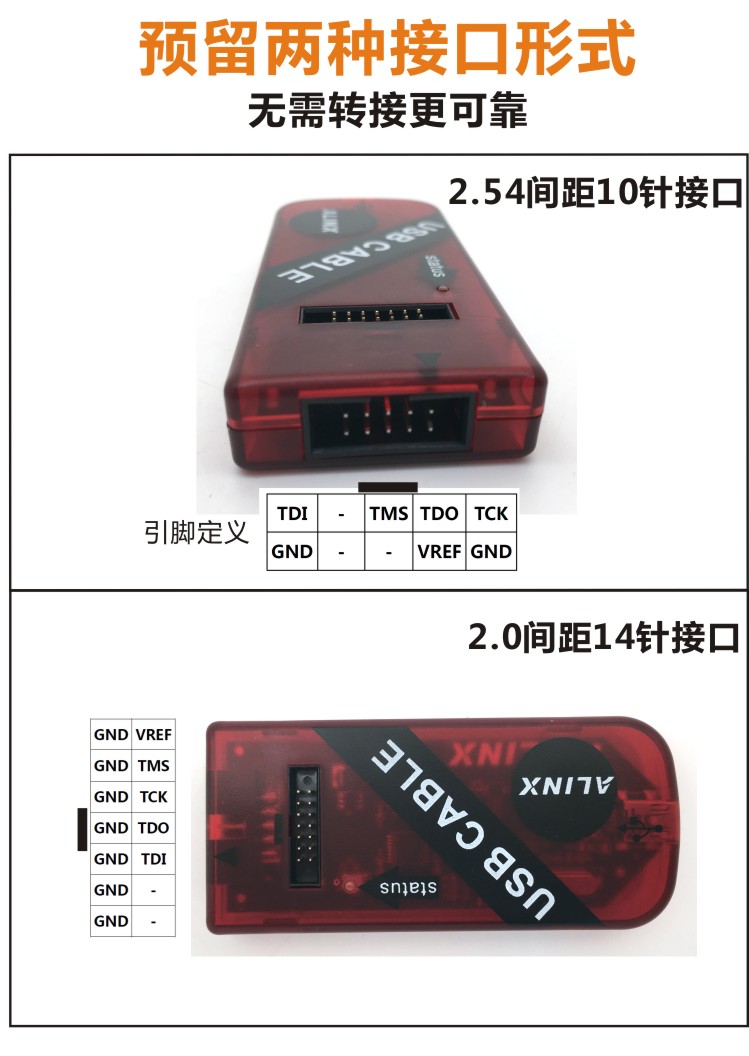 预留两种接口形式
无需转接更可靠
2.54间距10针接口
ALINX
USB CABLE
status
引脚定义
TDI - TMS TDO TCK
GND - - VREF GND
2.0间距14针接口
GND VREF
GND TMS
GND TCK
GND TDO
GND TDI
GND -
GND -
ALINX
ALINX
USB CABLE
status